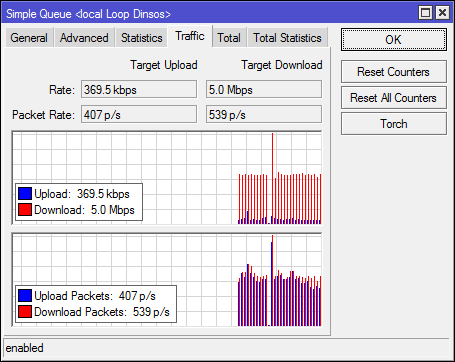 Simple Queue <local Loop Dinsos>
General Advanced Statistics Traffic Total Total Statistics
OK
Target Upload Target Download
Rate: 369.5 kbps 5.0 Mbps
Reset Counters
Packet Rate: 407 p/s 539 p/s
Reset All Counters
Torch
Upload: 369.5 kbps
Download: 5.0 Mbps
Upload Packets: 407 p/s
Download Packets: 539 p/s
enabled